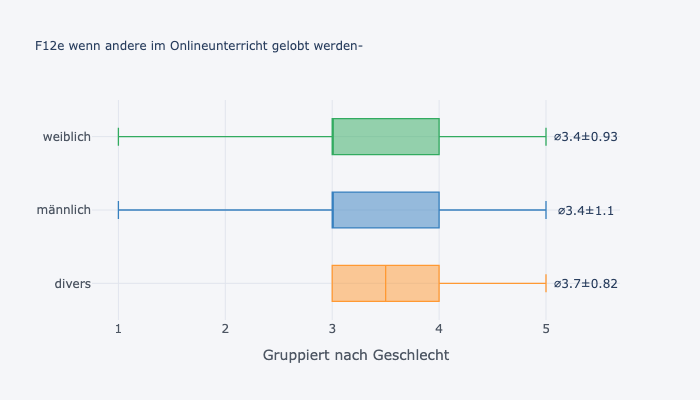 F12e wenn andere im Onlineunterricht gelobt werden-
weiblich
⌀3.4±0.93
männlich
⌀3.4±1.1
divers
⌀3.7±0.82
1 2 3 4 5
Gruppiert nach Geschlecht